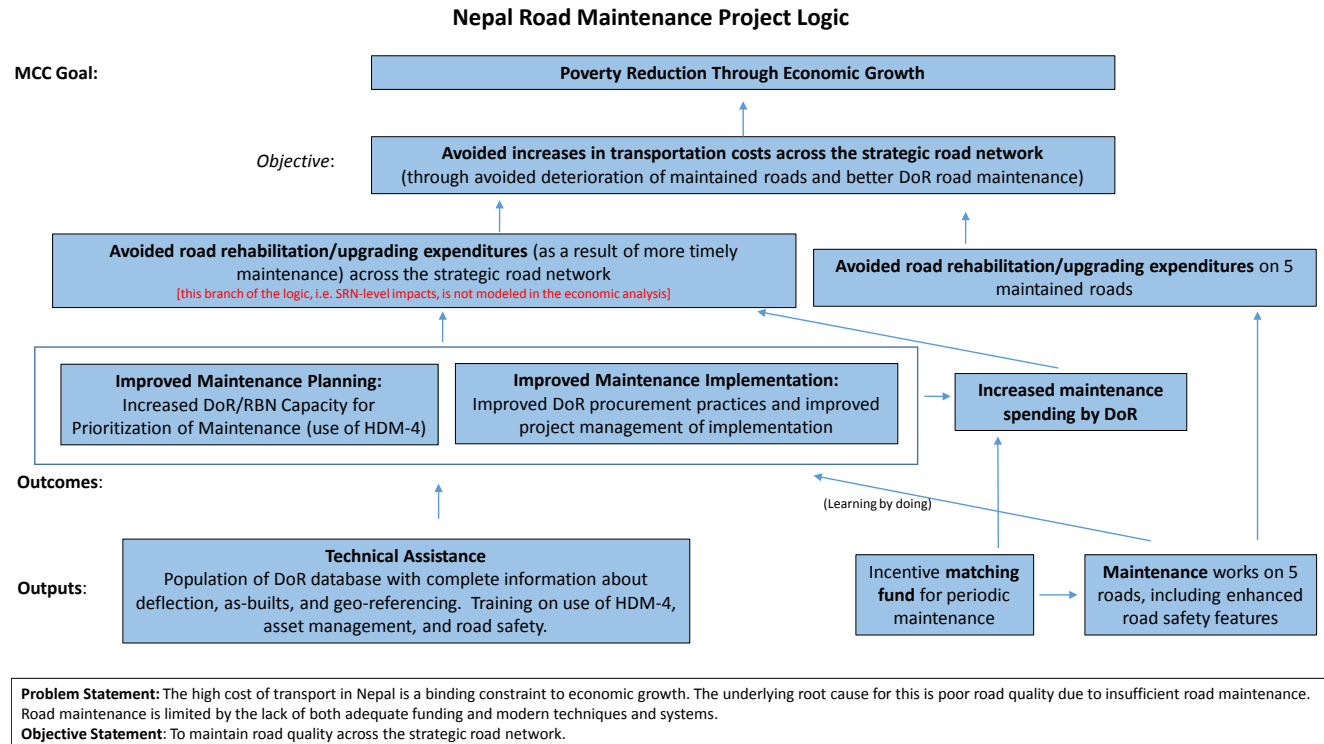 Nepal Road Maintenance Project Logic
MCC Goal:
Poverty Reduction Through Economic Growth
Objective:
Avoided increases in transportation costs across the strategic road network
(through avoided deterioration of maintained roads and better DoR road maintenance)
Avoided road rehabilitation/upgrading expenditures (as a result of more timely
maintenance) across the strategic road network
[this branch of the logic, i.e. SRN-level impacts, is not modeled in the economic analysis]
Avoided road rehabilitation/upgrading expenditures on 5
maintained roads
Improved Maintenance Planning:
Increased DoR/RBN Capacity for
Prioritization of Maintenance (use of HDM-4)
Improved Maintenance Implementation:
Improved DoR procurement practices and improved
project management of implementation
Increased maintenance
spending by DoR
Outcomes:
(Learning by doing)
Outputs:
Technical Assistance
Population of DoR database with complete information about
deflection, as-builts, and geo-referencing. Training on use of HDM-4,
asset management, and road safety.
Incentive matching
fund for periodic
maintenance
Maintenance works on 5
roads, including enhanced
road safety features
Problem Statement: The high cost of transport in Nepal is a binding constraint to economic growth. The underlying root cause for this is poor road quality due to insufficient road maintenance.
Road maintenance is limited by the lack of both adequate funding and modern techniques and systems.
Objective Statement: To maintain road quality across the strategic road network.